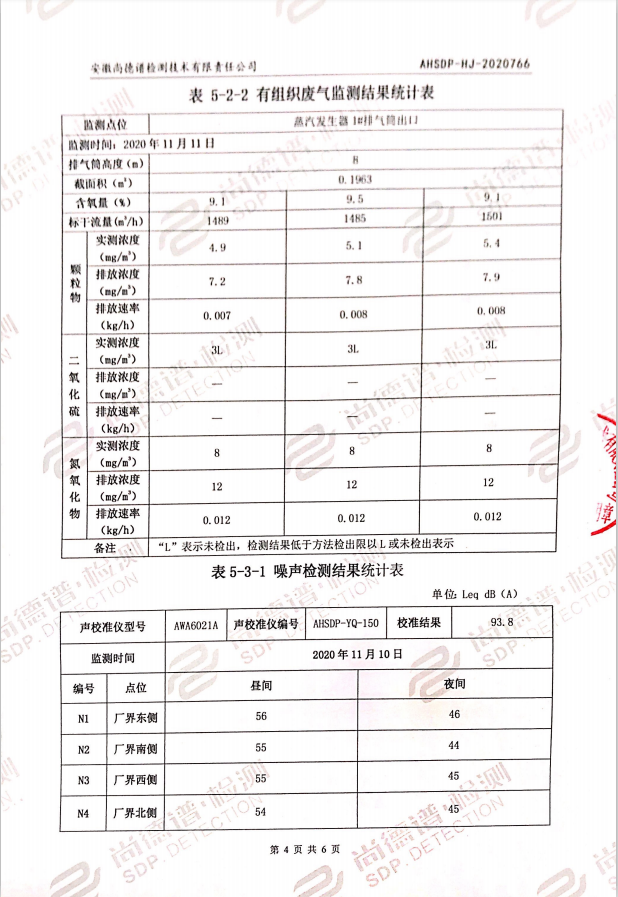 安徽尚德谱检测技术有限责任公司 AHSDP-HJ-2020766
表 5-2-2 有组织废气监测结果统计表
监测点位 蒸汽发生器 1#排气筒出口
监测时间：2020 年 11 月 11 日
排气筒高度（m） 8
截面积（m²） 0.1963
含氧量（%） 9.1 9.5 9.1
标干流量(m³/h) 1489 1485 1501
颗粒物 实测浓度（mg/m³） 4.9 5.1 5.4
排放浓度（mg/m³） 7.2 7.8 7.9
排放速率（kg/h） 0.007 0.008 0.008
二氧化硫 实测浓度（mg/m³） 3L 3L 3L
排放浓度（mg/m³） — — —
排放速率（kg/h） — — —
氮氧化物 实测浓度（mg/m³） 8 8 8
排放浓度（mg/m³） 12 12 12
排放速率（kg/h） 0.012 0.012 0.012
备注 “L”表示未检出，检测结果低于方法检出限以 L 或未检出表示
表 5-3-1 噪声检测结果统计表
单位：Leq dB（A）
声校准仪型号 AWA6021A 声校准仪编号 AHSDP-YQ-150 校准结果 93.8
监测时间 2020 年 11 月 10 日
编号 点位 昼间 夜间
N1 厂界东侧 56 46
N2 厂界南侧 55 44
N3 厂界西侧 55 45
N4 厂界北侧 54 45
第 4 页 共 6 页
尚德谱·检测
SDP.DETECTION